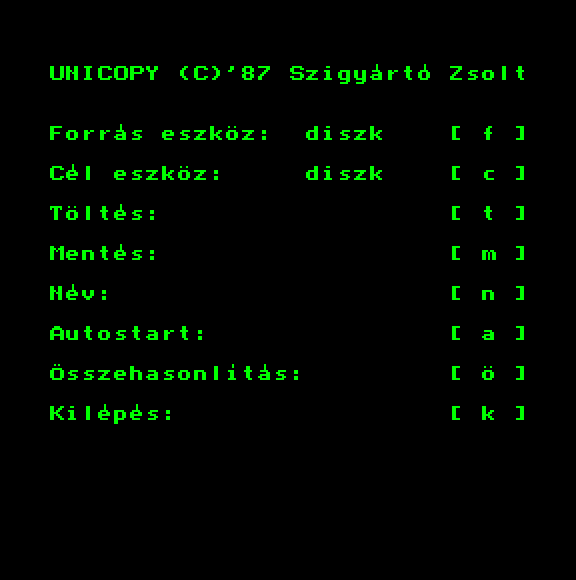 UNICOPY (C)'87 Szigyártó Zsolt
Forrás eszköz: diszk [ f ]
Cél eszköz: diszk [ c ]
Töltés: [ t ]
Mentés: [ m ]
Név: [ n ]
Autostart: [ a ]
Összehasonlítás: [ ö ]
Kilépés: [ k ]